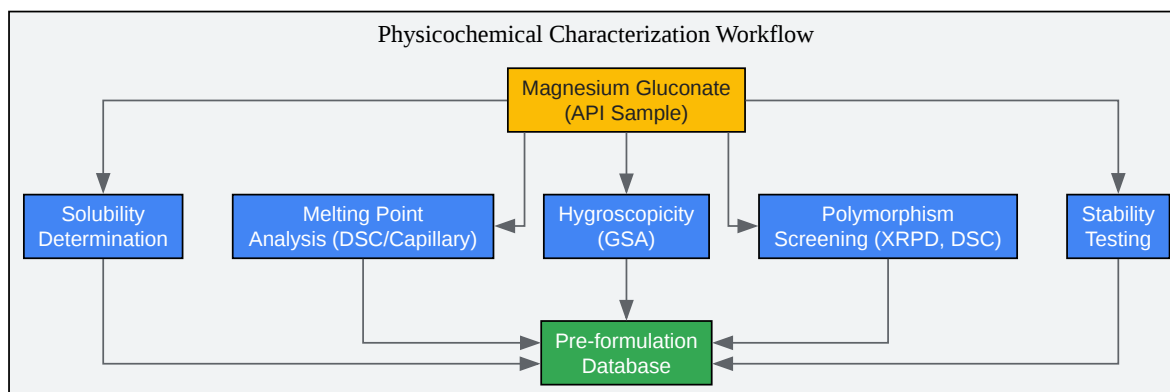 Physicochemical Characterization Workflow
Magnesium Gluconate
(API Sample)
Solubility
Determination
Melting Point
Analysis (DSC/Capillary)
Hygroscopicity
(GSA)
Polymorphism
Screening (XRPD, DSC)
Stability
Testing
Pre-formulation
Database